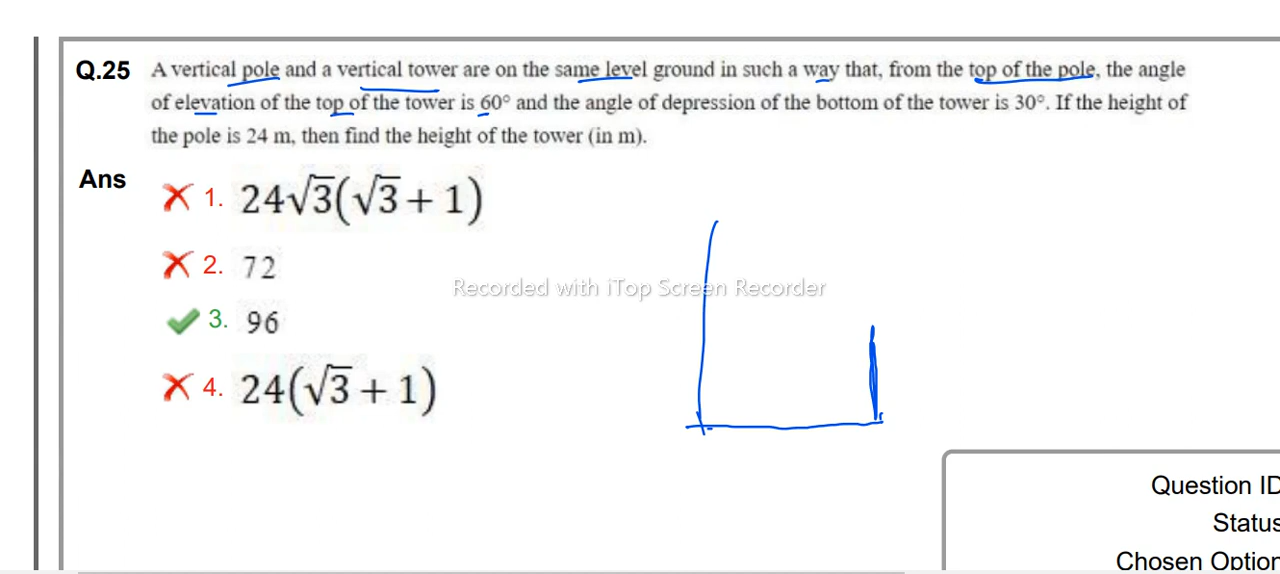 Q.25 A vertical pole and a vertical tower are on the same level ground in such a way that, from the top of the pole, the angle
of elevation of the top of the tower is 60° and the angle of depression of the bottom of the tower is 30°. If the height of
the pole is 24 m, then find the height of the tower (in m).
Ans
1. 24√3(√3 + 1)
2. 72
Recorded with iTop Screen Recorder
3. 96
4. 24(√3 + 1)
Question ID
Status
Chosen Option